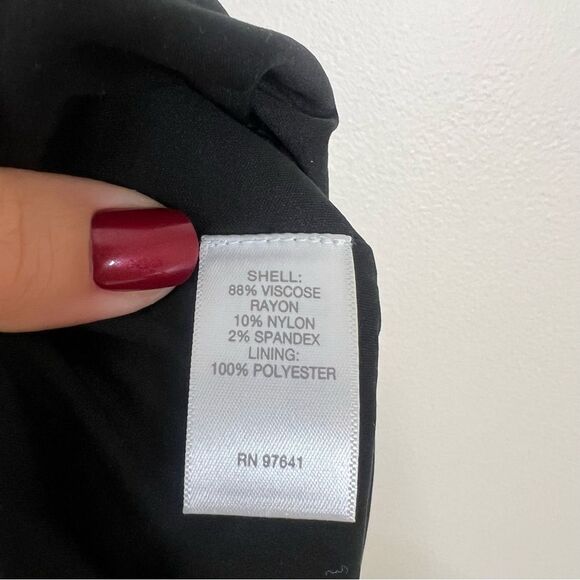 SHELL:
88% VISCOSE
RAYON
10% NYLON
2% SPANDEX
LINING:
100% POLYESTER
RN 97641